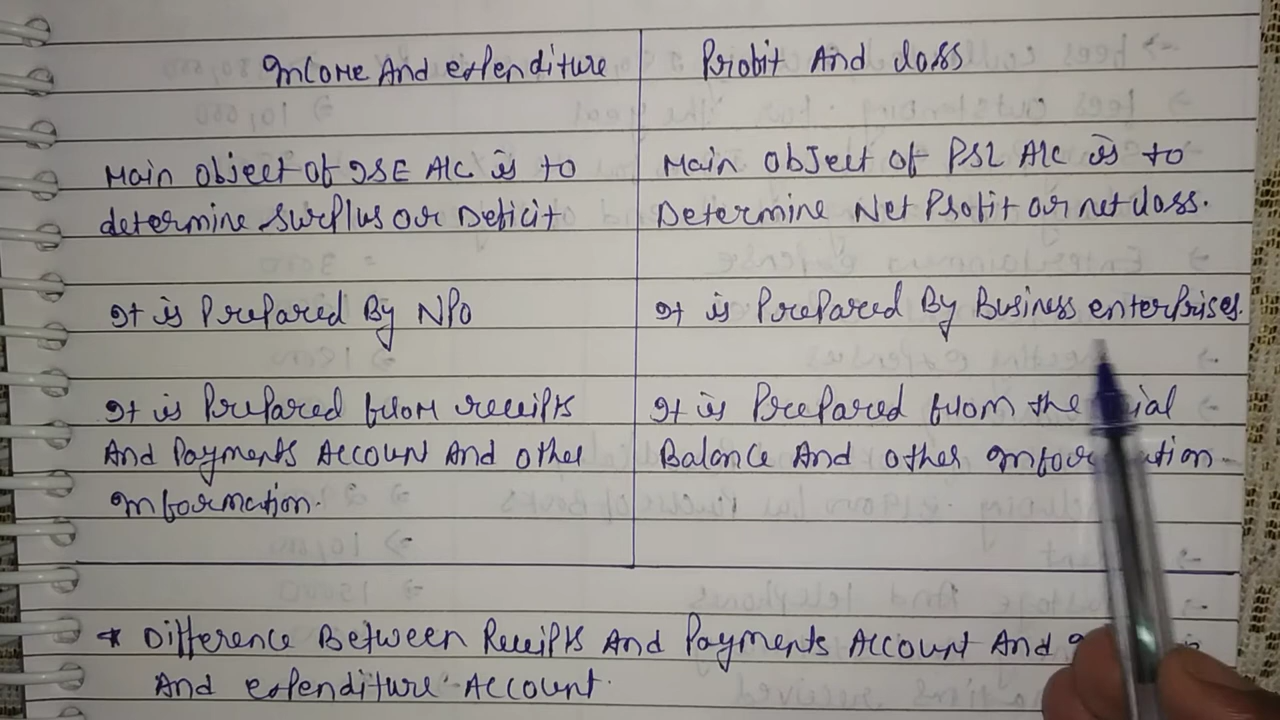 Income And expenditure
Profit And Loss
Main object of I&E A/C is to
determine surplus or Deficit
Main object of P&L A/C is to
Determine Net Profit or net loss.
It is Prepared By NPO
It is Prepared By Business enterprises.
It is Prepared from receipts
And Payments Account And other
information.
It is Prepared from the
Balance And other
* Difference Between Receipts And Payments Account And
And expenditure Account.